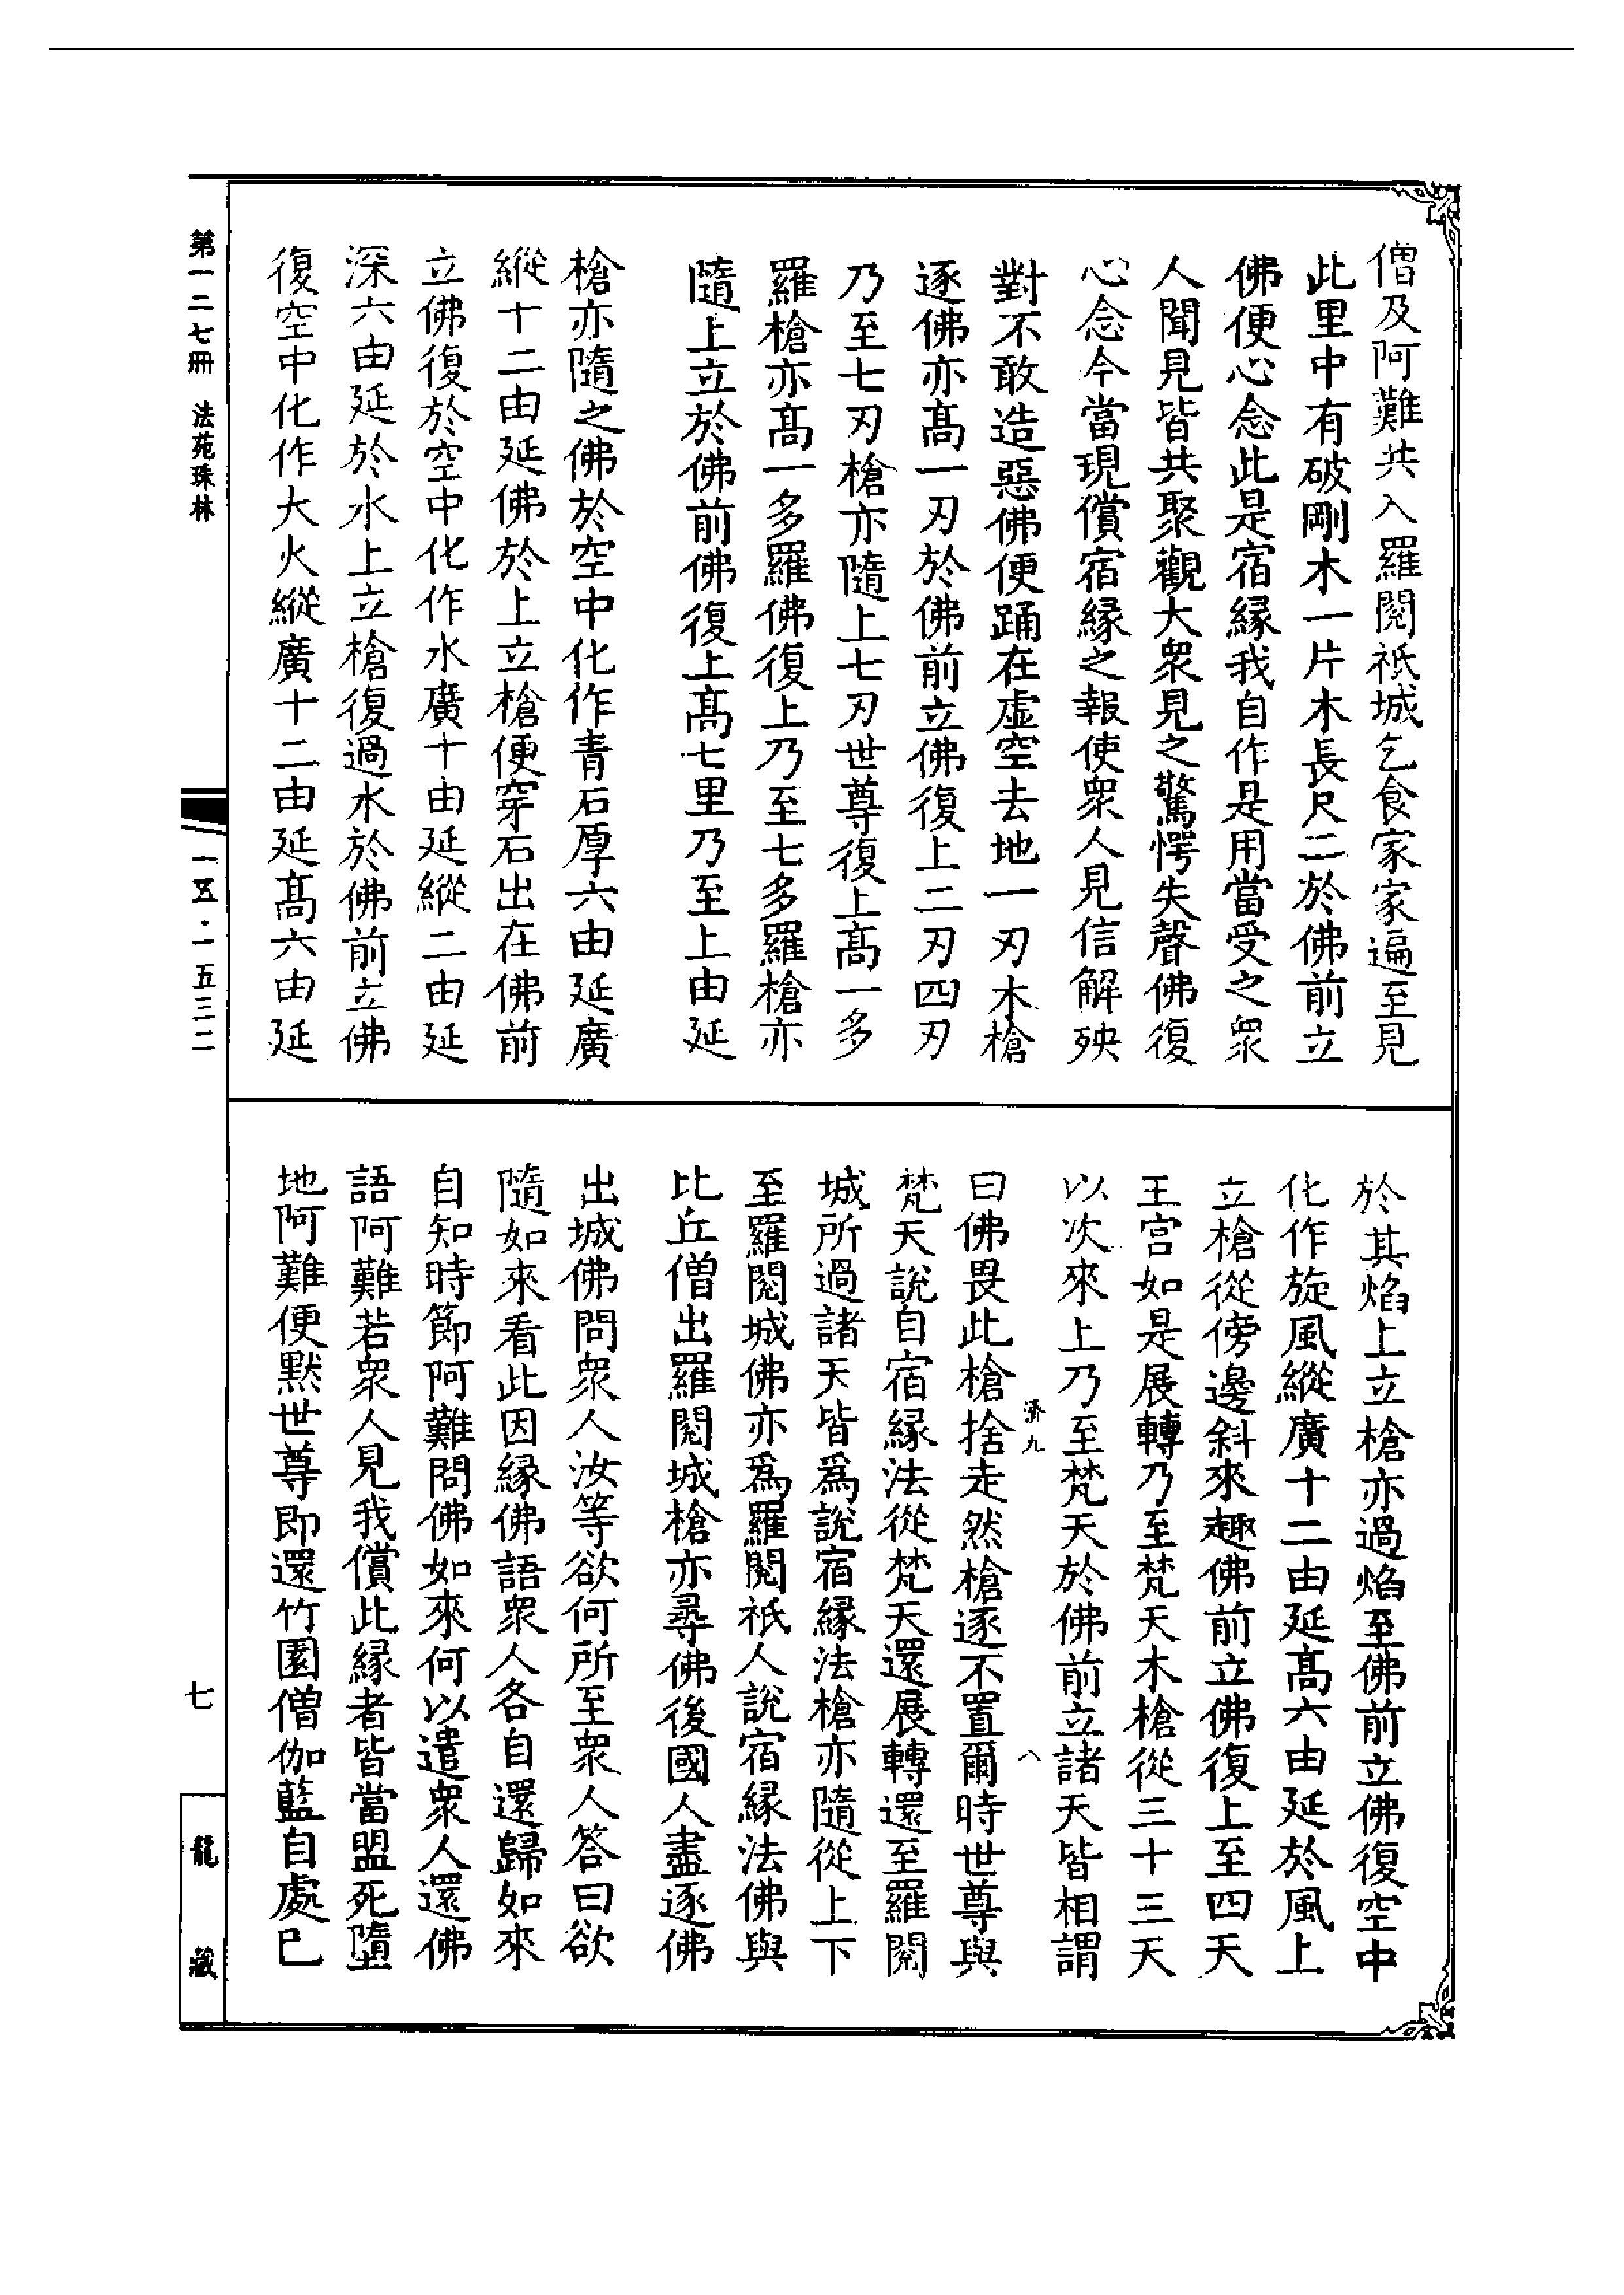 僧及阿難共入羅閱祇城乞食家家遍至見
此里中有破剛木一片木長尺二於佛前立
佛便心念此是宿緣我自作是用當受之眾
人聞見皆共聚觀大眾見之驚愕失聲佛復
心念今當現償宿緣之報使眾人見信解殃
對不敢造惡佛便踊在虛空去地一刃木槍
逐佛亦高一刃於佛前立佛復上二刃四刃
乃至七刃槍亦隨上七刃世尊復上高一多
羅槍亦高一多羅佛復上乃至七多羅槍亦
隨上立於佛前佛復上高七里乃至上由延
槍亦隨之佛於空中化作青石厚六由延廣
縱十二由延佛於上立槍便穿石出在佛前
立佛復於空中化作水廣十由延縱二由延
深六由延於水上立槍復過水於佛前立佛
復空中化作大火縱廣十二由延高六由延
於其焰上立槍亦過焰至佛前立佛復空中
化作旋風縱廣十二由延高六由延於風上
立槍從傍邊斜來趣佛前立佛復上至四天
王宮如是展轉乃至梵天木槍從三十三天
以次來上乃至梵天於佛前立諸天皆相謂
濟九
八
曰佛畏此槍捨走然槍逐不置爾時世尊與
梵天說自宿緣法從梵天還展轉還至羅閱
城所過諸天皆為說宿緣法槍亦隨從上下
至羅閱城佛亦為羅閱祇人說宿緣法佛與
比丘僧出羅閱城槍亦尋佛後國人盡逐佛
出城佛問眾人汝等欲何所至眾人答曰欲
隨如來看此因緣佛語眾人各自還歸如來
自知時節阿難問佛如來何以遣眾人還佛
語阿難若眾人見我償此緣者皆當盟死墮
地阿難便默世尊即還竹園僧伽藍自處已
第一二七冊 法苑珠林
一五·一五三二
七
龍藏